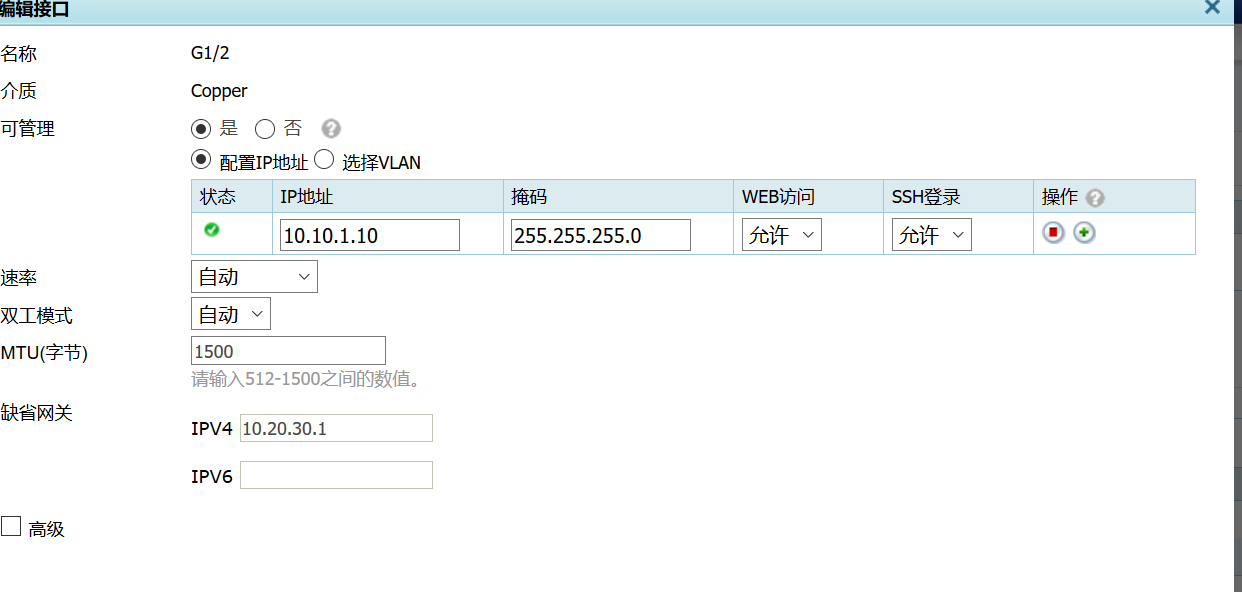 编辑接口
名称 G1/2
介质 Copper
可管理 是 否
配置IP地址 选择VLAN
状态 IP地址 掩码 WEB访问 SSH登录 操作
10.10.1.10 255.255.255.0 允许 允许
速率 自动
双工模式 自动
MTU(字节) 1500
请输入512-1500之间的数值。
缺省网关
IPV4 10.20.30.1
IPV6
高级